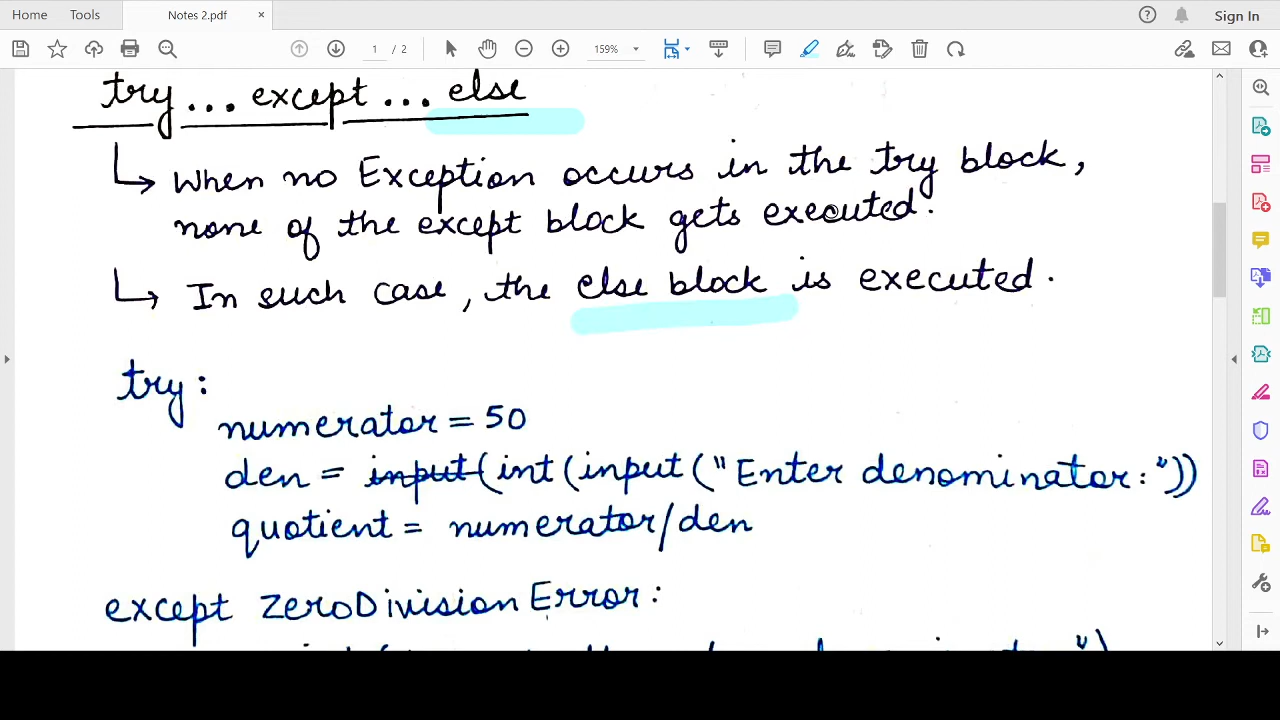 Home Tools Notes 2.pdf × Sign In
1 / 2 159%
try... except... else
When no Exception occurs in the try block,
none of the except block gets executed.
In such case, the else block is executed.
try:
numerator = 50
den = input(int(input("Enter denominator:"))
quotient = numerator/den
except zeroDivisionError: